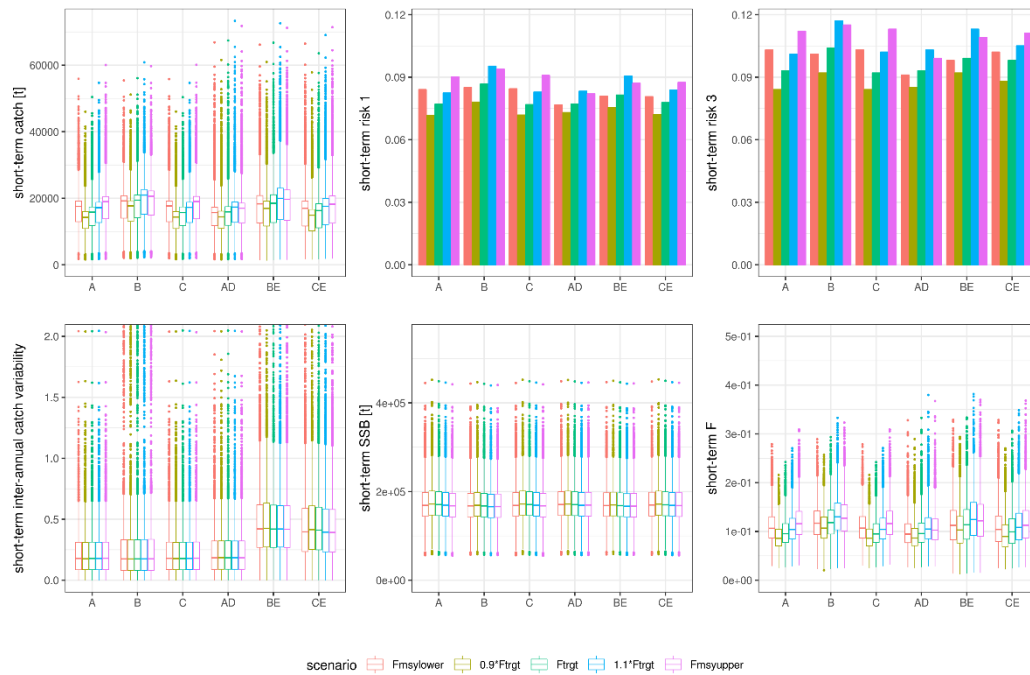 short-term catch [t]
60000
40000
20000
0
A B C AD BE CE
short-term risk 1
0.12
0.09
0.06
0.03
0.00
A B C AD BE CE
short-term risk 3
0.12
0.09
0.06
0.03
0.00
A B C AD BE CE
short-term inter-annual catch variability
2.0
1.5
1.0
0.5
0.0
A B C AD BE CE
short-term SSB [t]
4e+05
2e+05
0e+00
A B C AD BE CE
short-term F
5e-01
4e-01
3e-01
2e-01
1e-01
0e+00
A B C AD BE CE
scenario Fmsylower 0.9*Ftrgt Ftrgt 1.1*Ftrgt Fmsyupper